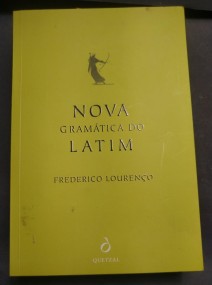 NOVA
GRAMÁTICA DO
LATIM
FREDERICO LOURENÇO
QUETZAL